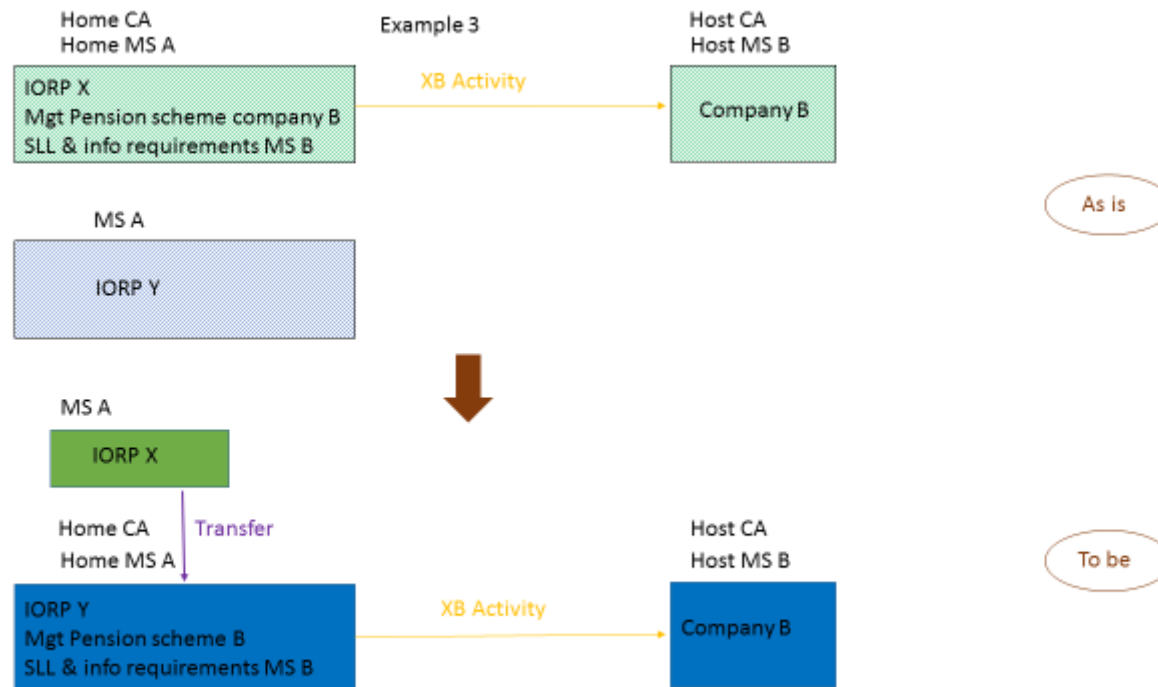 Home CA
Home MS A
Example 3
Host CA
Host MS B
IORP X
Mgt Pension scheme company B
SLL & info requirements MS B
XB Activity
Company B
As is
MS A
IORP Y
MS A
IORP X
Transfer
Home CA
Home MS A
Host CA
Host MS B
To be
IORP Y
Mgt Pension scheme B
SLL & info requirements MS B
XB Activity
Company B